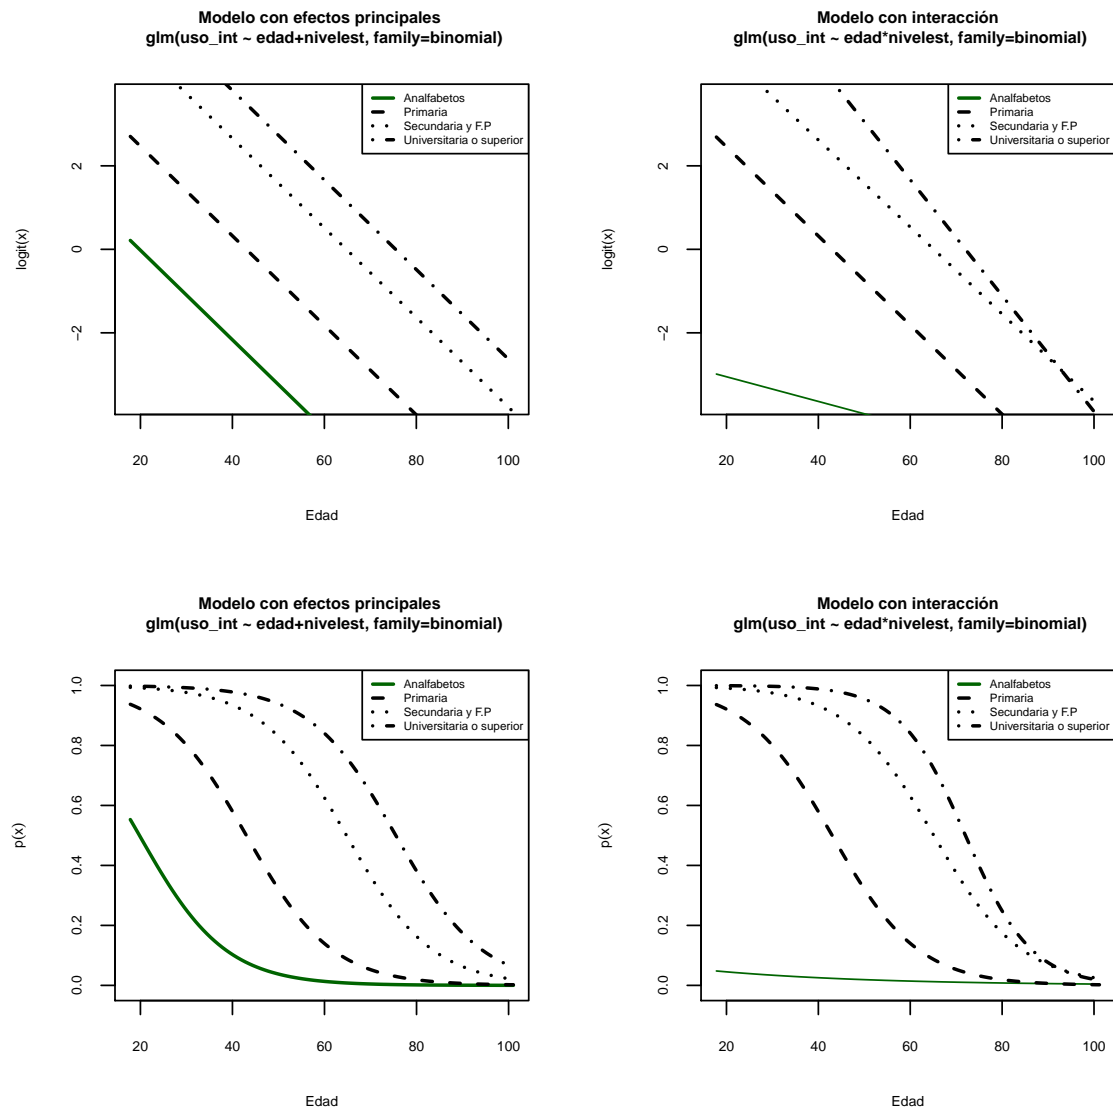 Modelo con efectos principales
glm(uso_int ~ edad+nivelest, family=binomial)
Analfabetos
Primaria
Secundaria y F.P
Universitaria o superior
2
0
−2
logit(x)
20 40 60 80 100
Edad
Modelo con interacción
glm(uso_int ~ edad*nivelest, family=binomial)
Analfabetos
Primaria
Secundaria y F.P
Universitaria o superior
2
0
−2
logit(x)
20 40 60 80 100
Edad
Modelo con efectos principales
glm(uso_int ~ edad+nivelest, family=binomial)
Analfabetos
Primaria
Secundaria y F.P
Universitaria o superior
1.0
0.8
0.6
0.4
0.2
0.0
p(x)
20 40 60 80 100
Edad
Modelo con interacción
glm(uso_int ~ edad*nivelest, family=binomial)
Analfabetos
Primaria
Secundaria y F.P
Universitaria o superior
1.0
0.8
0.6
0.4
0.2
0.0
p(x)
20 40 60 80 100
Edad